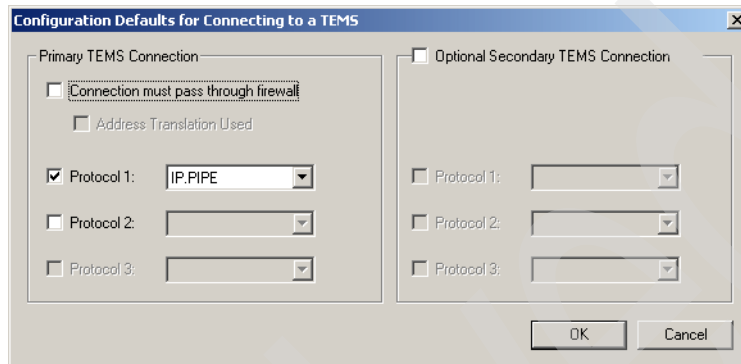 Configuration Defaults for Connecting to a TEMS
Primary TEMS Connection
Connection must pass through firewall
Address Translation Used
Protocol 1: IP.PIPE
Protocol 2:
Protocol 3:
Optional Secondary TEMS Connection
Protocol 1:
Protocol 2:
Protocol 3:
OK Cancel